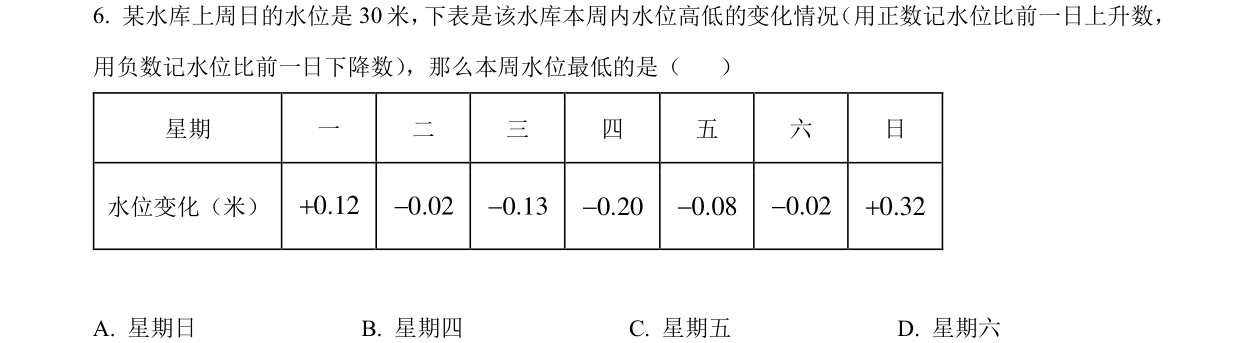 6. 某水库上周日的水位是 30 米，下表是该水库本周内水位高低的变化情况（用正数记水位比前一日上升数，
用负数记水位比前一日下降数），那么本周水位最低的是（　　）
星期 一 二 三 四 五 六 日
水位变化（米） +0.12 −0.02 −0.13 −0.20 −0.08 −0.02 +0.32
A. 星期日 B. 星期四 C. 星期五 D. 星期六